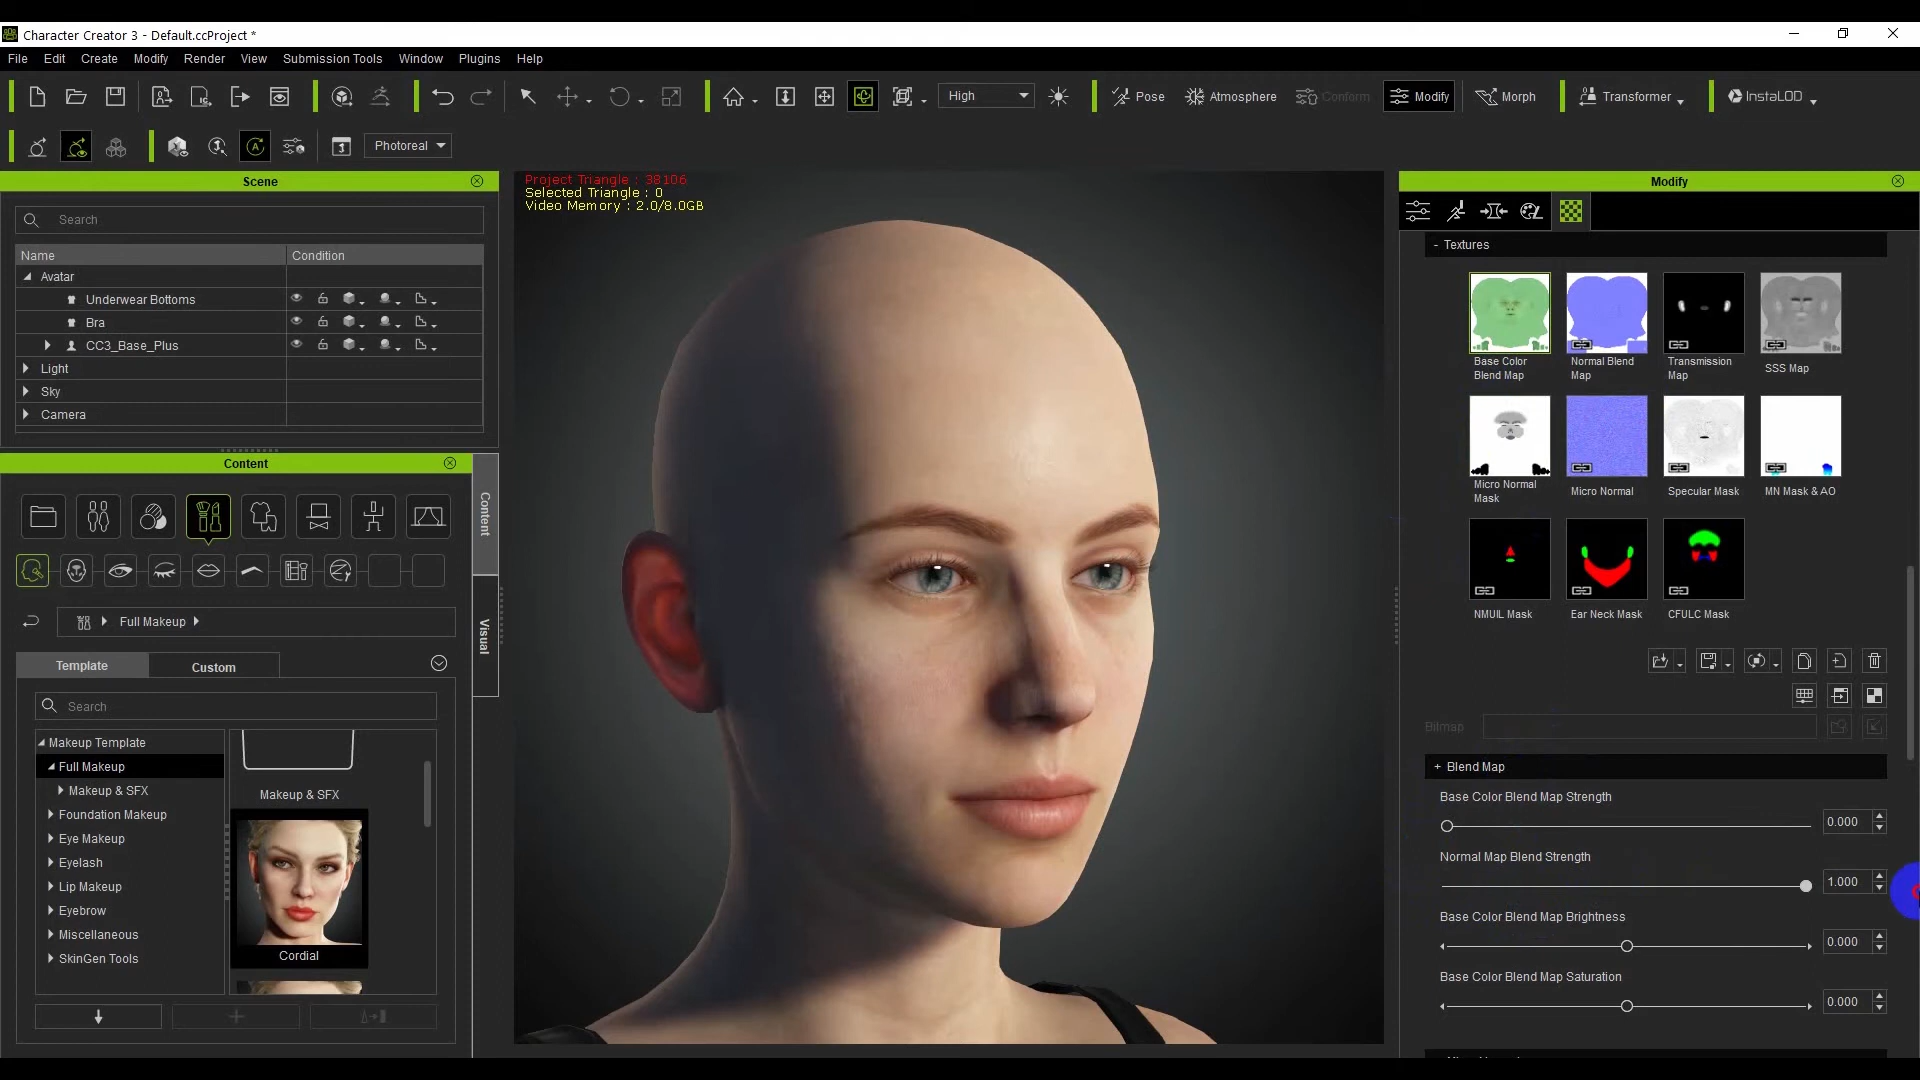 Character Creator 3 - Default.ccProject *
File Edit Create Modify Render View Submission Tools Window Plugins Help
High Pose Atmosphere Conform Modify Morph Transformer InstaLOD
Photoreal
Scene
Search
Name Condition
Avatar
Underwear Bottoms
Bra
CC3_Base_Plus
Light
Sky
Camera
Content
Full Makeup
Template Custom
Search
Makeup Template
Full Makeup
Makeup & SFX
Foundation Makeup
Eye Makeup
Eyelash
Lip Makeup
Eyebrow
Miscellaneous
SkinGen Tools
Makeup & SFX
Cordial
Content
Visual
Project Triangle : 38106
Selected Triangle : 0
Video Memory : 2.0/8.0GB
Modify
- Textures
Base Color
Blend Map
Normal Blend
Map
Transmission
Map
SSS Map
Micro Normal
Mask
Micro Normal
Specular Mask
MN Mask & AO
NMUIL Mask
Ear Neck Mask
CFULC Mask
Bitmap
+ Blend Map
Base Color Blend Map Strength
0.000
Normal Map Blend Strength
1.000
Base Color Blend Map Brightness
0.000
Base Color Blend Map Saturation
0.000